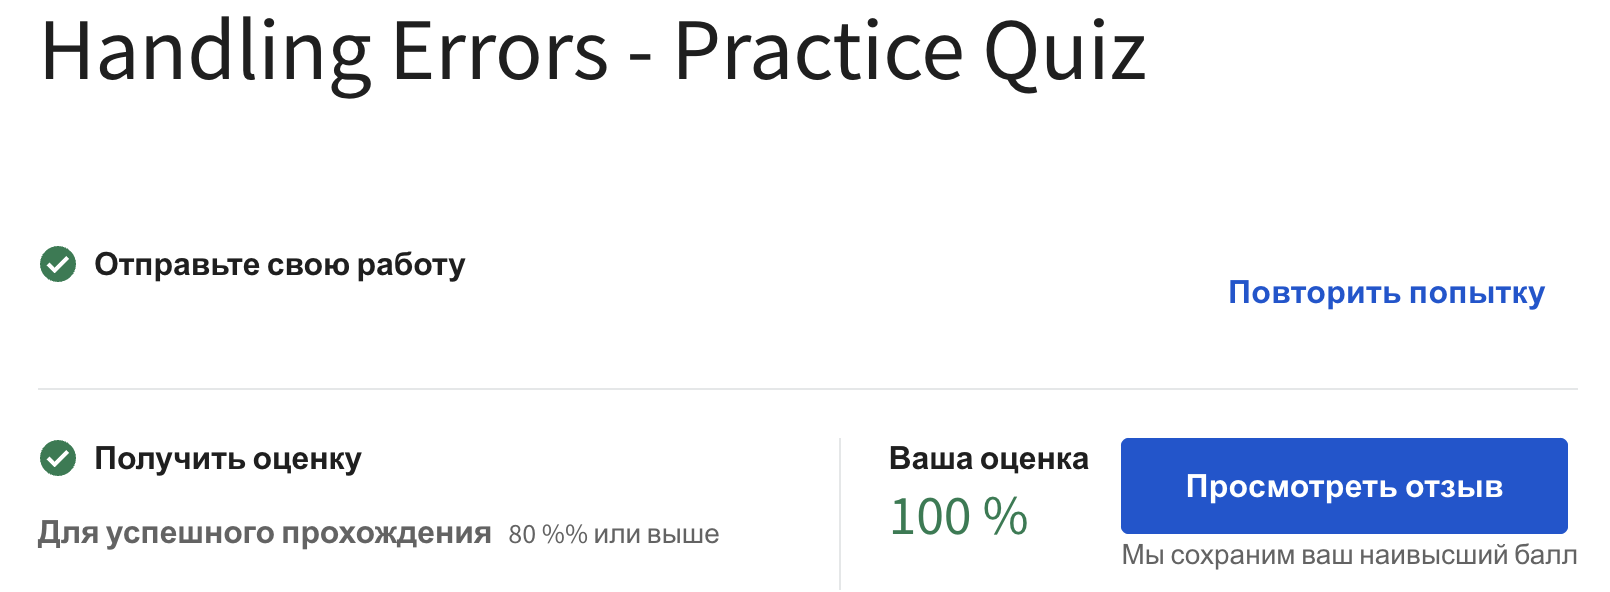 Handling Errors - Practice Quiz
Отправьте свою работу
Повторить попытку
Получить оценку
Для успешного прохождения 80 %% или выше
Ваша оценка
100 %
Просмотреть отзыв
Мы сохраним ваш наивысший балл